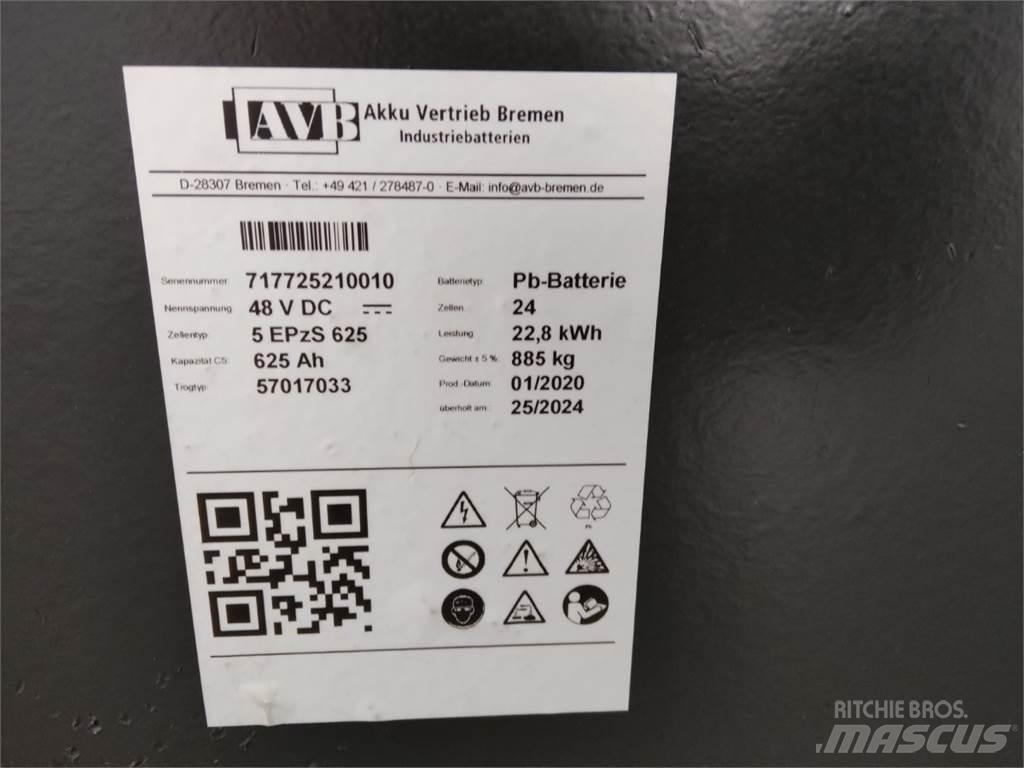 AVB Akku Vertrieb Bremen
Industriebatterien
D-28307 Bremen · Tel.: +49 421 / 278487-0 · E-Mail: info@avb-bremen.de
Seriennummer 717725210010 Batterietyp Pb-Batterie
Nennspannung 48 V DC Zellen 24
Zellentyp 5 EPzS 625 Leistung 22,8 kWh
Kapazität C5 625 Ah Gewicht ± 5 % 885 kg
Trogtyp 57017033 Prod.-Datum 01/2020
überholt am 25/2024
Pb
RITCHIE BROS.
MASCUS